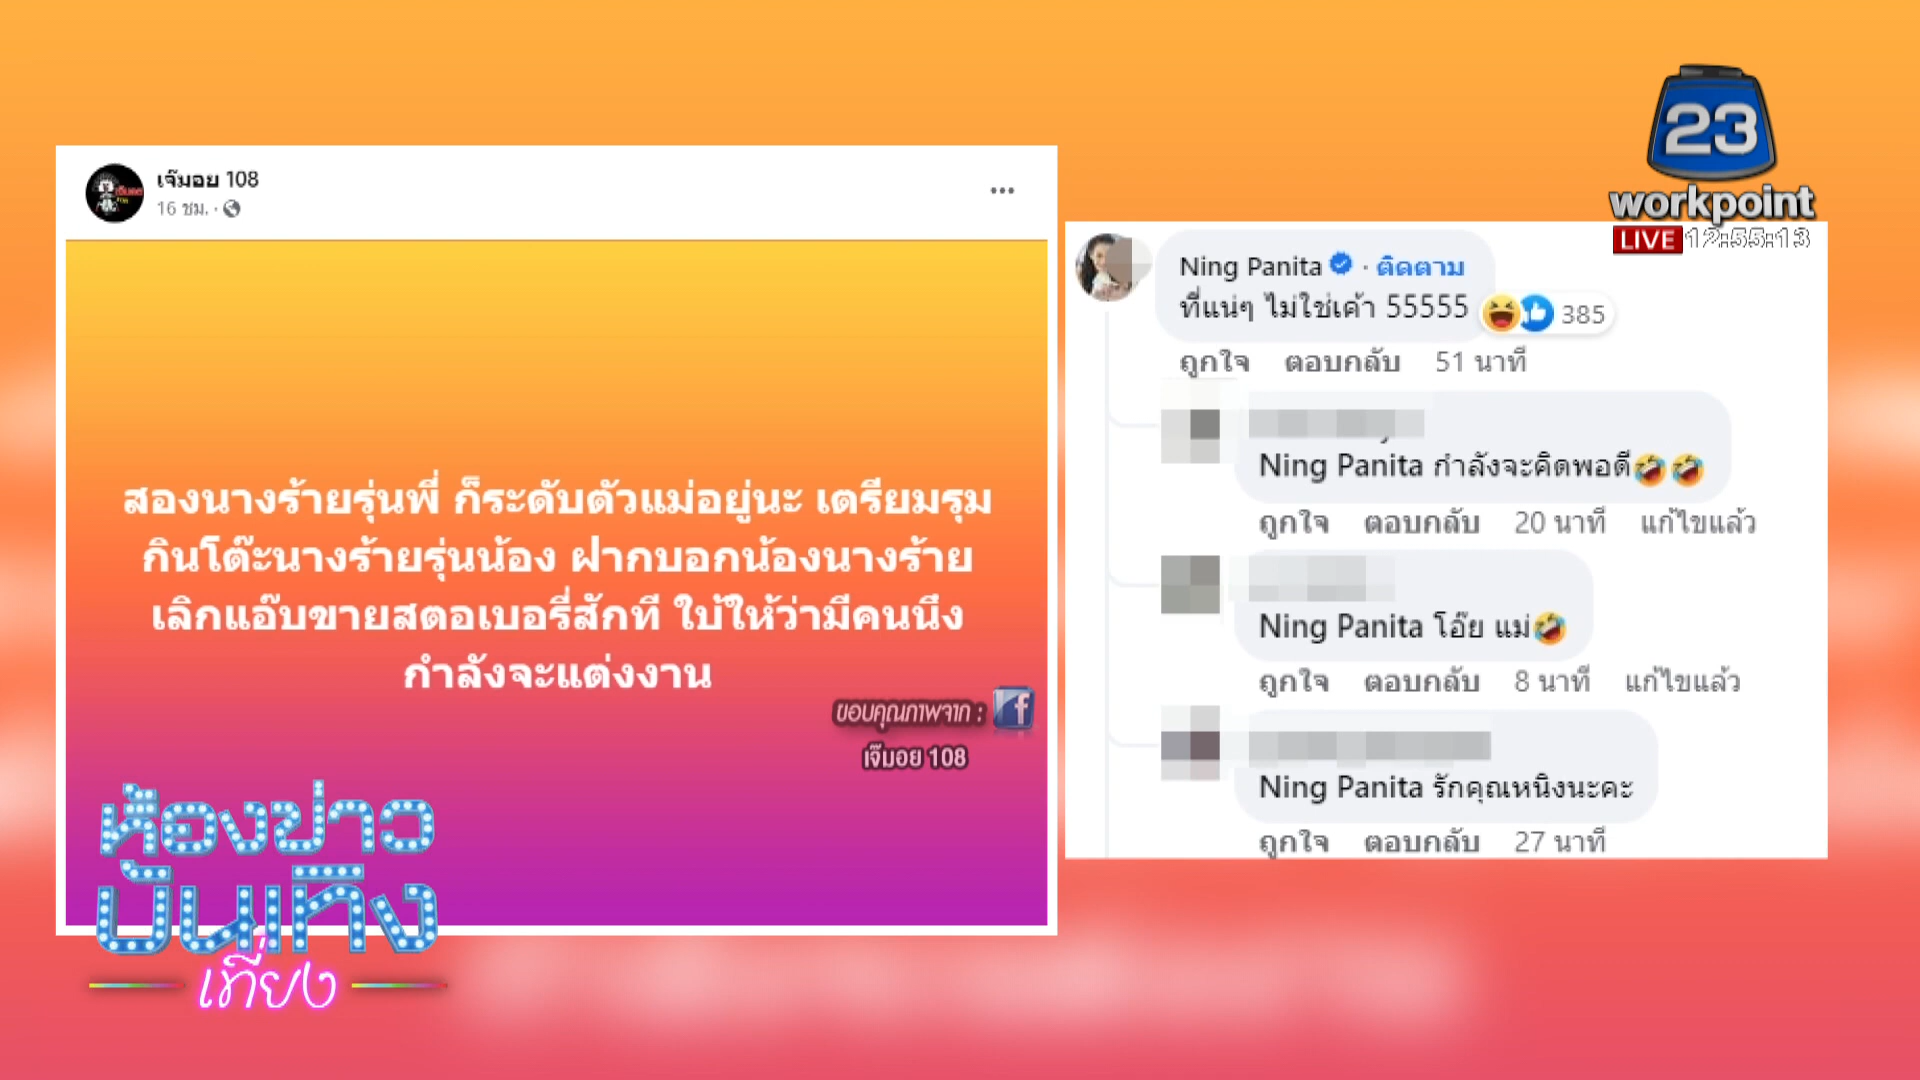 เจ๊มอย 108
16 ชม. ·
สองนางร้ายรุ่นพี่ ก็ระดับตัวแม่อยู่นะ เตรียมรุม
กินโต๊ะนางร้ายรุ่นน้อง ฝากบอกน้องนางร้าย
เลิกแอ๊บขายสตอเบอรี่สักที ใบ้ให้ว่ามีคนนึง
กำลังจะแต่งงาน
ขอบคุณภาพจาก :
เจ๊มอย 108
ห้องข่าว
บันเทิง
เที่ยง
23
workpoint
LIVE 12:55:13
Ning Panita · ติดตาม
ที่แน่ๆ ไม่ใช่เค้า 55555
385
ถูกใจ ตอบกลับ 51 นาที
Ning Panita กำลังจะคิดพอดี🤣🤣
ถูกใจ ตอบกลับ 20 นาที แก้ไขแล้ว
Ning Panita โอ๊ย แม่🤣
ถูกใจ ตอบกลับ 8 นาที แก้ไขแล้ว
Ning Panita รักคุณหนิงนะคะ
ถูกใจ ตอบกลับ 27 นาที